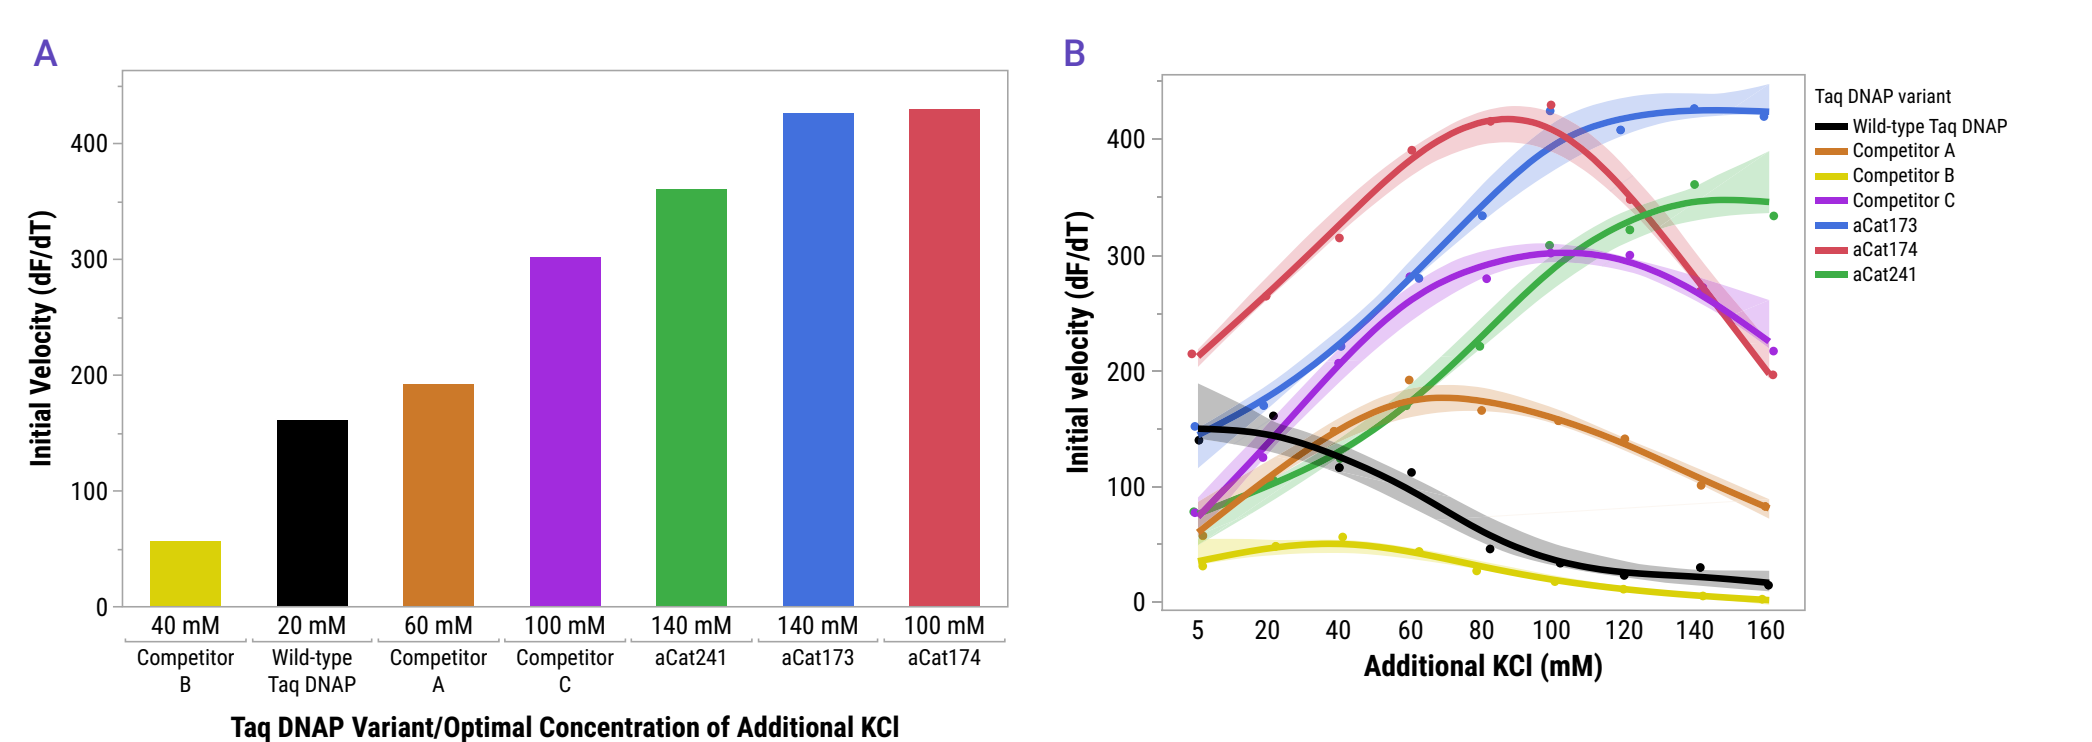 A
Initial Velocity (dF/dT)
400
300
200
100
0
40 mM
20 mM
60 mM
100 mM
140 mM
140 mM
100 mM
Competitor
B
Wild-type
Taq DNAP
Competitor
A
Competitor
C
aCat241
aCat173
aCat174
Taq DNAP Variant/Optimal Concentration of Additional KCl
B
Initial velocity (dF/dT)
400
300
200
100
0
5
20
40
60
80
100
120
140
160
Additional KCl (mM)
Taq DNAP variant
Wild-type Taq DNAP
Competitor A
Competitor B
Competitor C
aCat173
aCat174
aCat241